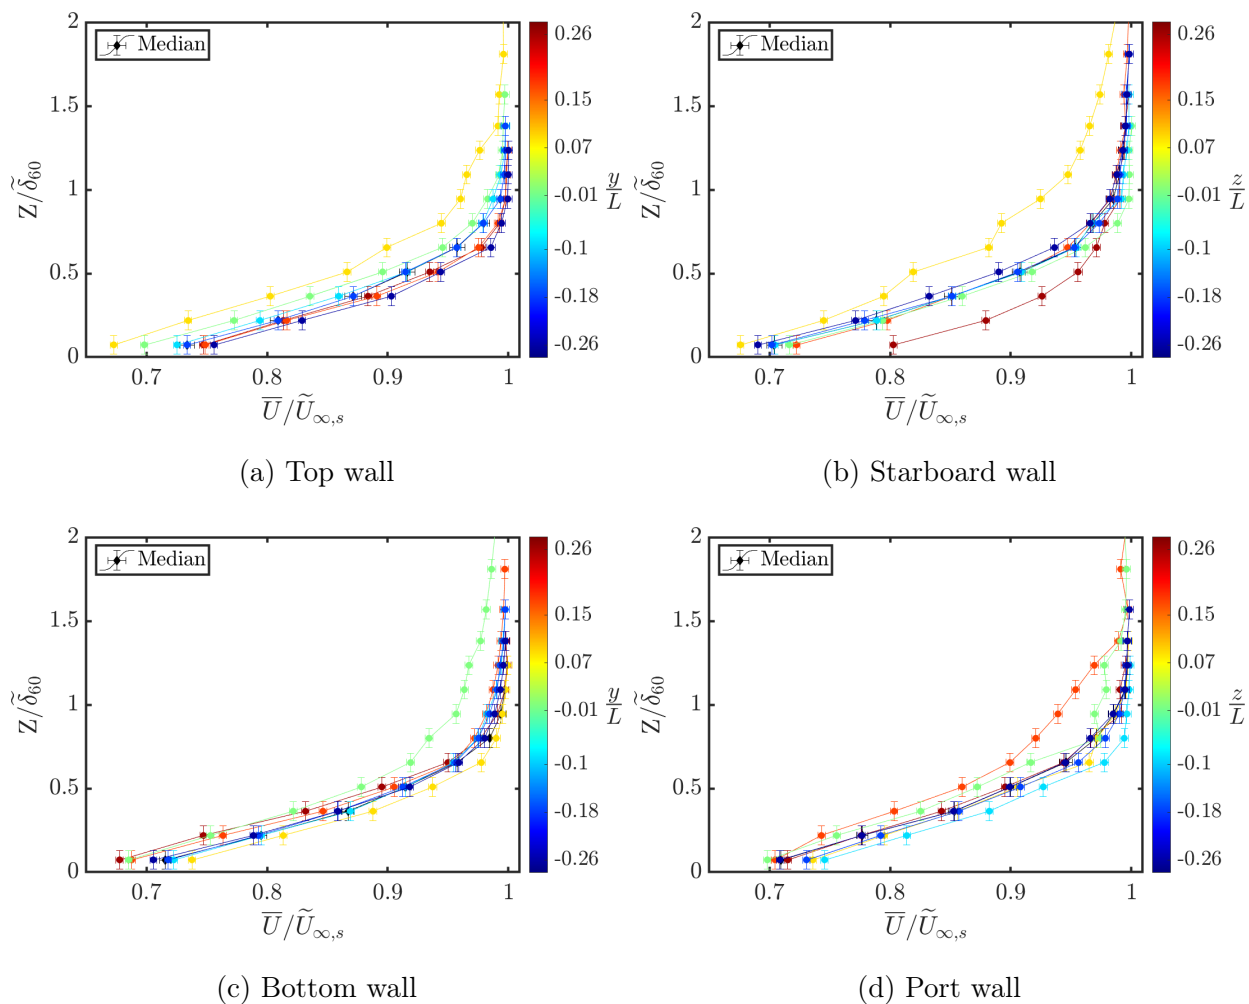 2
1.5
1
0.5
0
Z/δ̃₆₀
Median
0.7 0.8 0.9 1
U̅/Ũ∞,s
0.26
0.15
0.07
-0.01
-0.1
-0.18
-0.26
y/L
(a) Top wall
2
1.5
1
0.5
0
Z/δ̃₆₀
Median
0.7 0.8 0.9 1
U̅/Ũ∞,s
0.26
0.15
0.07
-0.01
-0.1
-0.18
-0.26
z/L
(b) Starboard wall
2
1.5
1
0.5
0
Z/δ̃₆₀
Median
0.7 0.8 0.9 1
U̅/Ũ∞,s
0.26
0.15
0.07
-0.01
-0.1
-0.18
-0.26
y/L
(c) Bottom wall
2
1.5
1
0.5
0
Z/δ̃₆₀
Median
0.7 0.8 0.9 1
U̅/Ũ∞,s
0.26
0.15
0.07
-0.01
-0.1
-0.18
-0.26
z/L
(d) Port wall